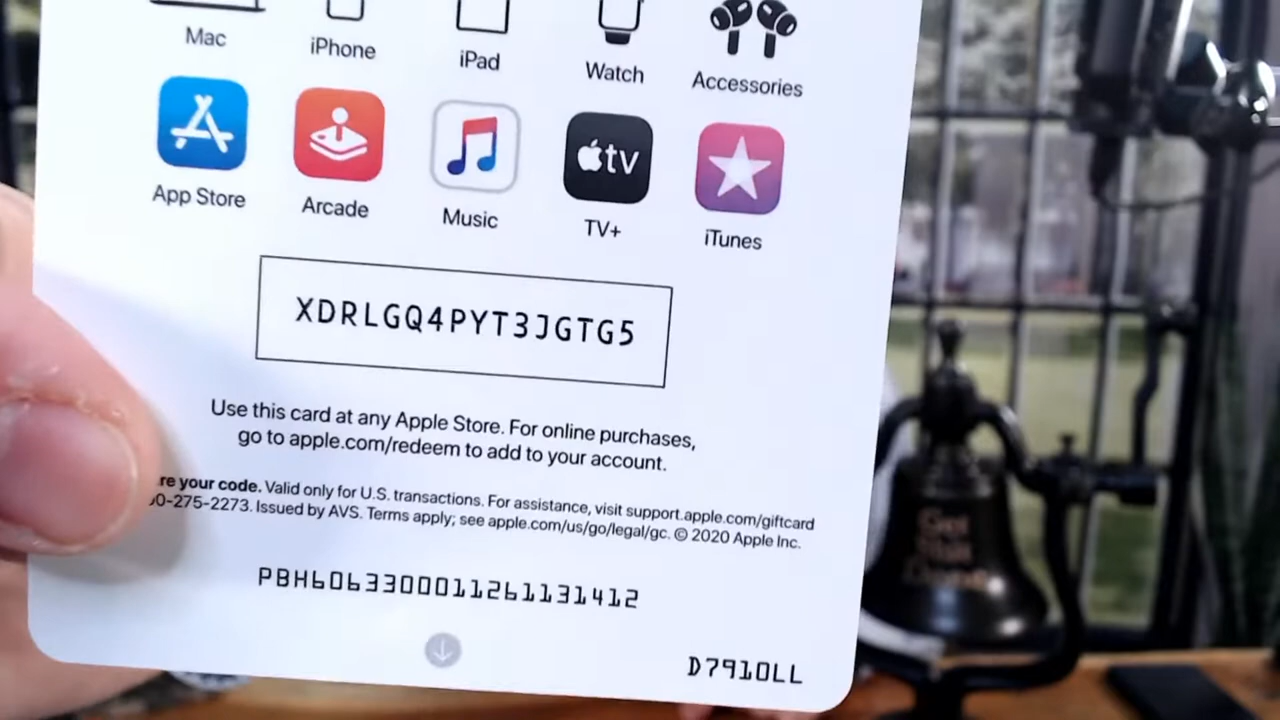 Mac iPhone iPad Watch Accessories
App Store Arcade Music TV+ iTunes
tv
XDRLGQ4PYT3JGTG5
Use this card at any Apple Store. For online purchases,
go to apple.com/redeem to add to your account.
re your code. Valid only for U.S. transactions. For assistance, visit support.apple.com/giftcard
0-275-2273. Issued by AVS. Terms apply; see apple.com/us/go/legal/gc. © 2020 Apple Inc.
PBH6063300011261131412
D7910LL